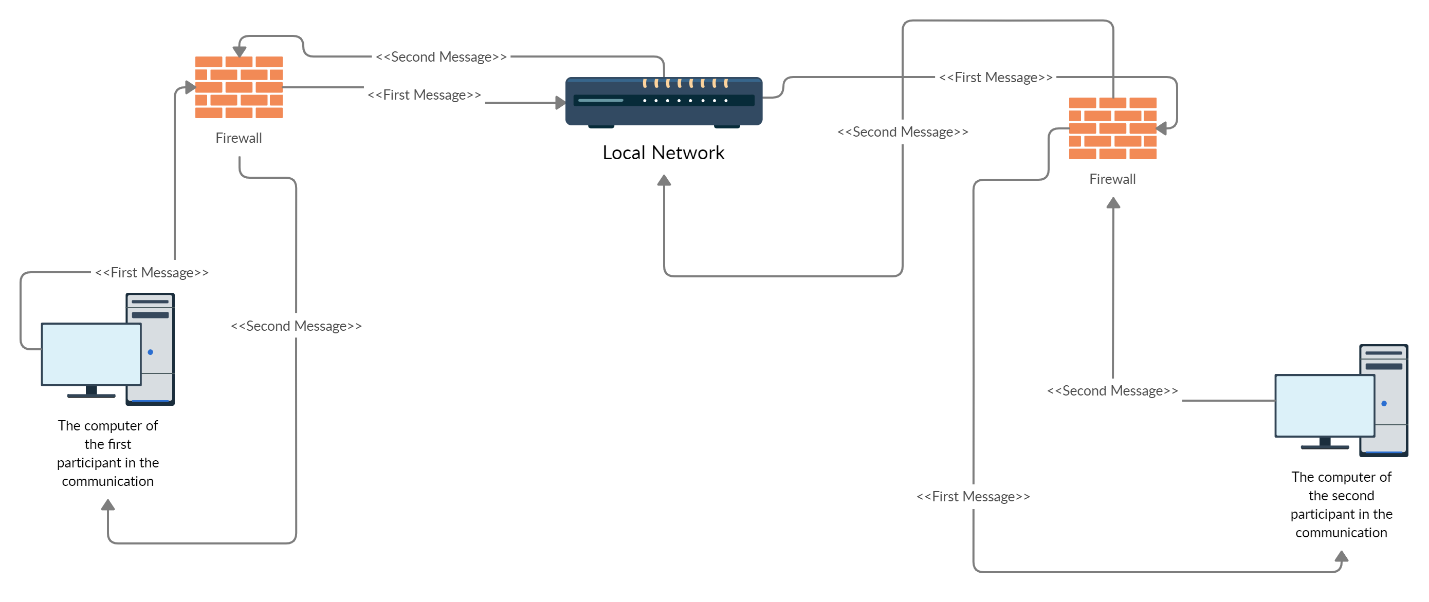 <<Second Message>>
<<First Message>>
<<First Message>>
<<Second Message>>
Firewall
Local Network
Firewall
<<First Message>>
<<Second Message>>
<<Second Message>>
The computer of
the first
participant in the
communication
<<First Message>>
The computer of
the second
participant in the
communication